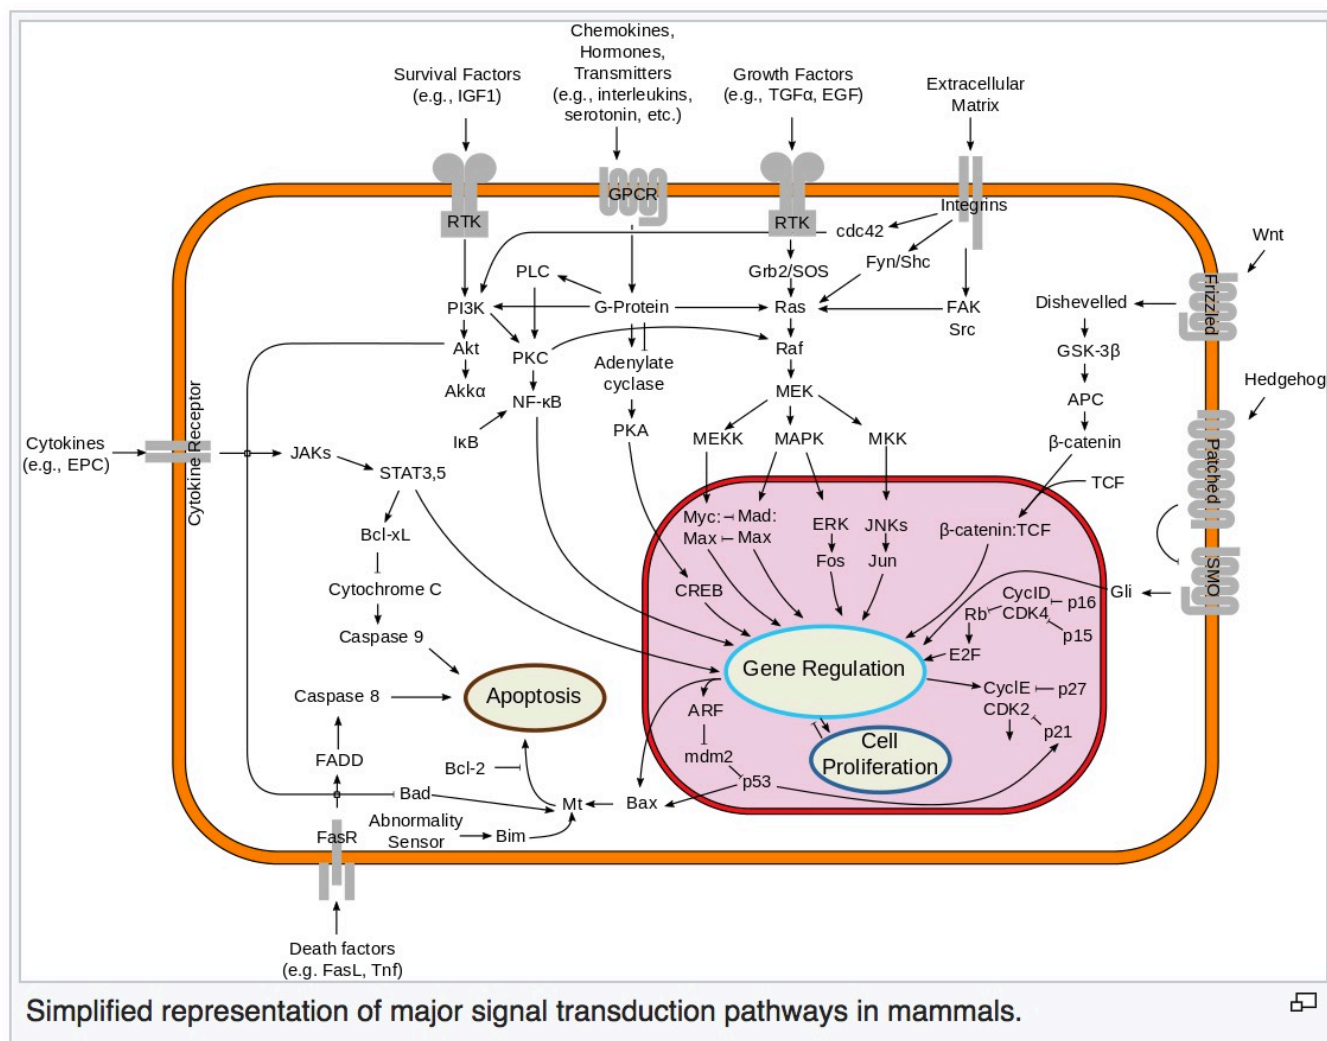 Chemokines,
Hormones,
Transmitters
(e.g., interleukins,
serotonin, etc.)
Survival Factors
(e.g., IGF1)
Growth Factors
(e.g., TGFα, EGF)
Extracellular
Matrix
RTK
GPCR
RTK
Integrins
cdc42
Fyn/Shc
Wnt
Frizzled
PLC
Grb2/SOS
PI3K
G-Protein
Ras
FAK
Src
Dishevelled
Akt
PKC
Adenylate
cyclase
Raf
GSK-3β
Hedgehog
Akkα
NF-κB
MEK
APC
Patched
IκB
PKA
MEKK
MAPK
MKK
β-catenin
TCF
Cytokines
(e.g., EPC)
Cytokine Receptor
JAKs
STAT3,5
Bcl-xL
Cytochrome C
Caspase 9
Caspase 8
Apoptosis
FADD
Bcl-2
Bad
Mt
Bax
Abnormality
Sensor
Bim
FasR
Death factors
(e.g. FasL, Tnf)
Myc:
Max
Mad:
Max
ERK
Fos
JNKs
Jun
β-catenin:TCF
CREB
SMO
Gli
CyclD
CDK4
p16
p15
Rb
E2F
Gene Regulation
CyclE
CDK2
p27
p21
ARF
mdm2
p53
Cell
Proliferation
Simplified representation of major signal transduction pathways in mammals.